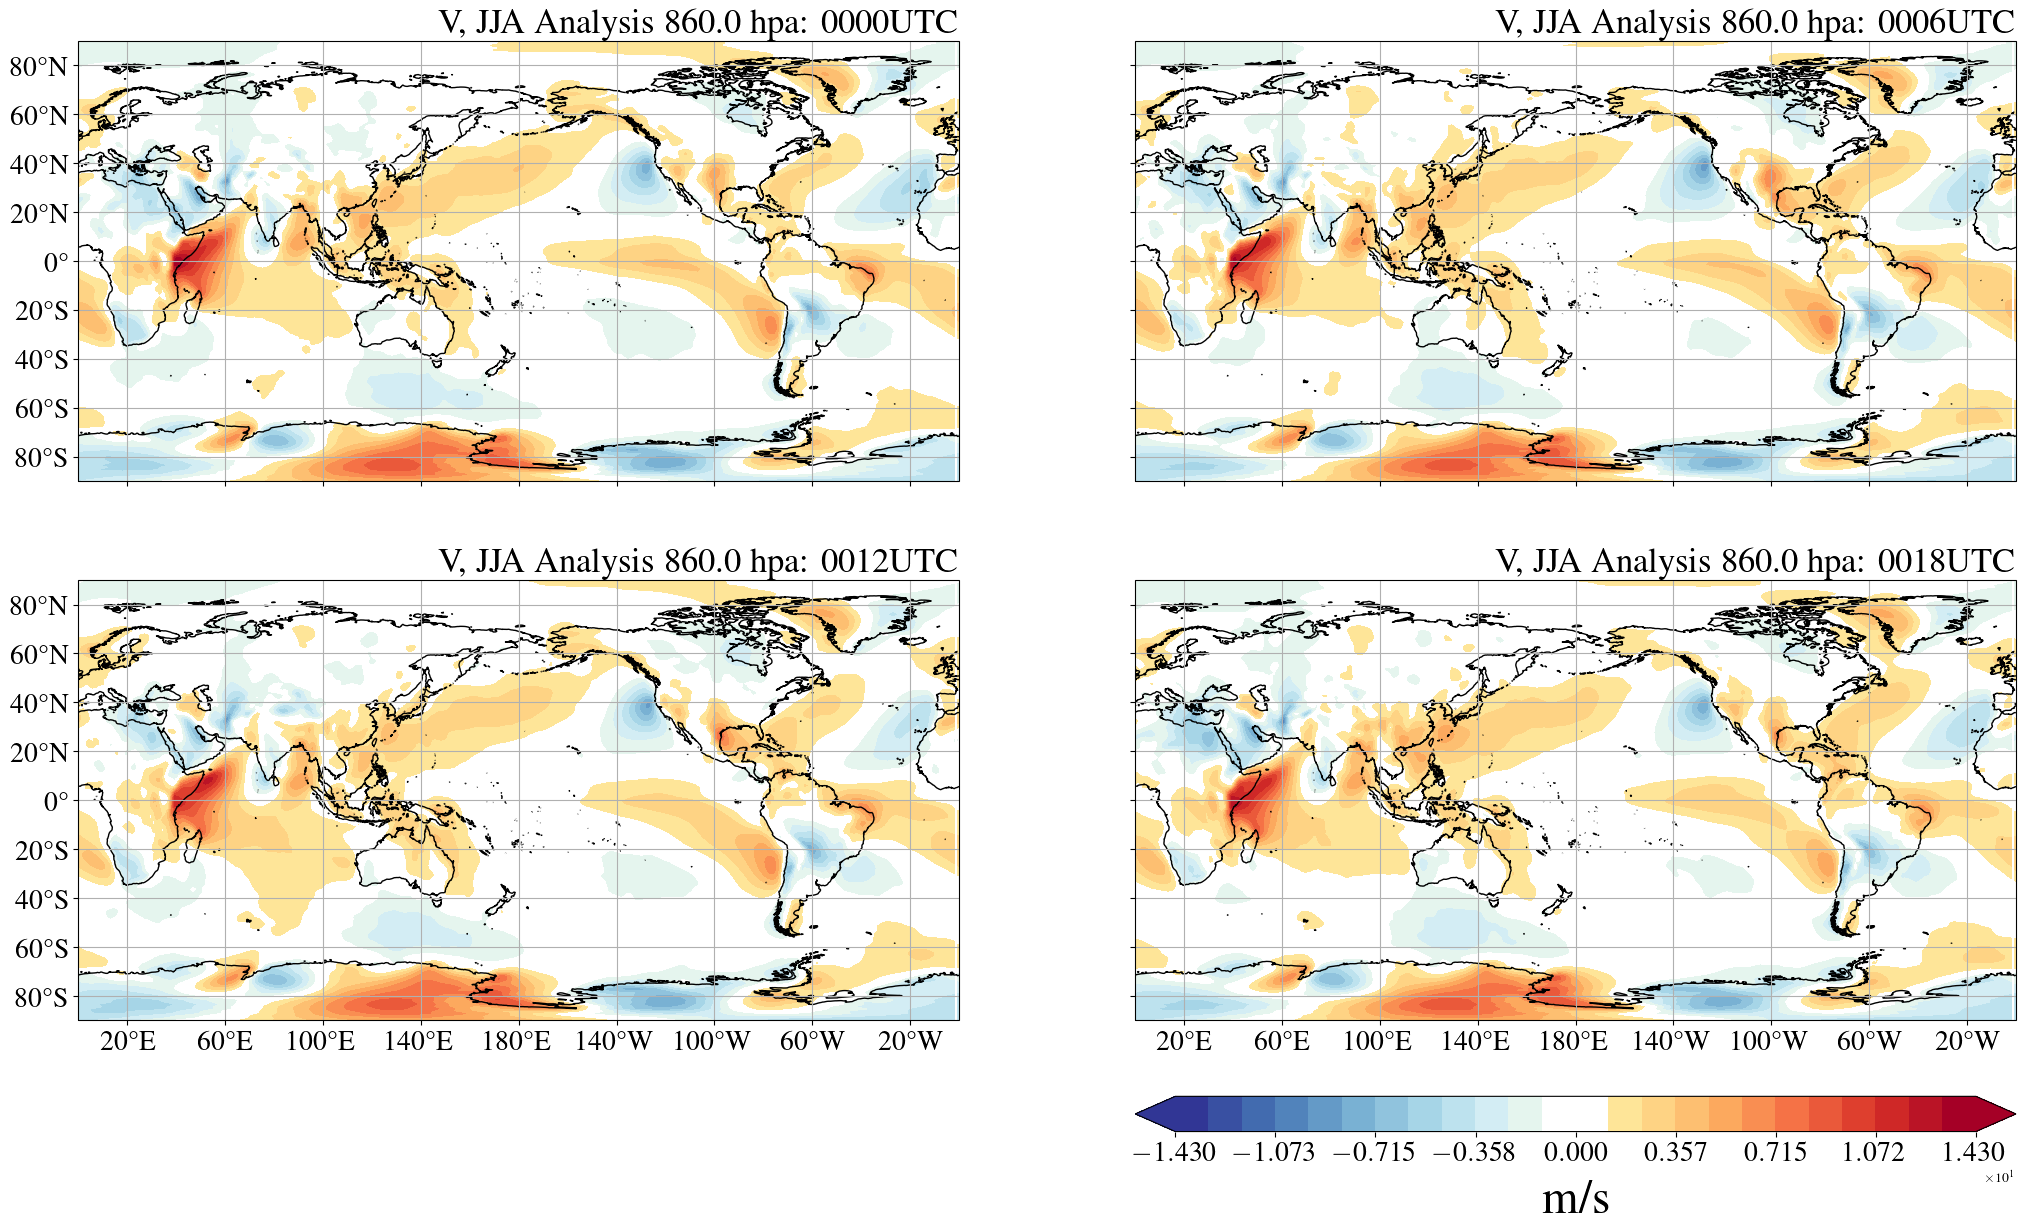 V, JJA Analysis 860.0 hpa: 0000UTC
V, JJA Analysis 860.0 hpa: 0006UTC
80°N
60°N
40°N
20°N
0°
20°S
40°S
60°S
80°S
V, JJA Analysis 860.0 hpa: 0012UTC
V, JJA Analysis 860.0 hpa: 0018UTC
80°N
60°N
40°N
20°N
0°
20°S
40°S
60°S
80°S
20°E 60°E 100°E 140°E 180°E 140°W 100°W 60°W 20°W
20°E 60°E 100°E 140°E 180°E 140°W 100°W 60°W 20°W
−1.430 −1.073 −0.715 −0.358 0.000 0.357 0.715 1.072 1.430
×10¹
m/s